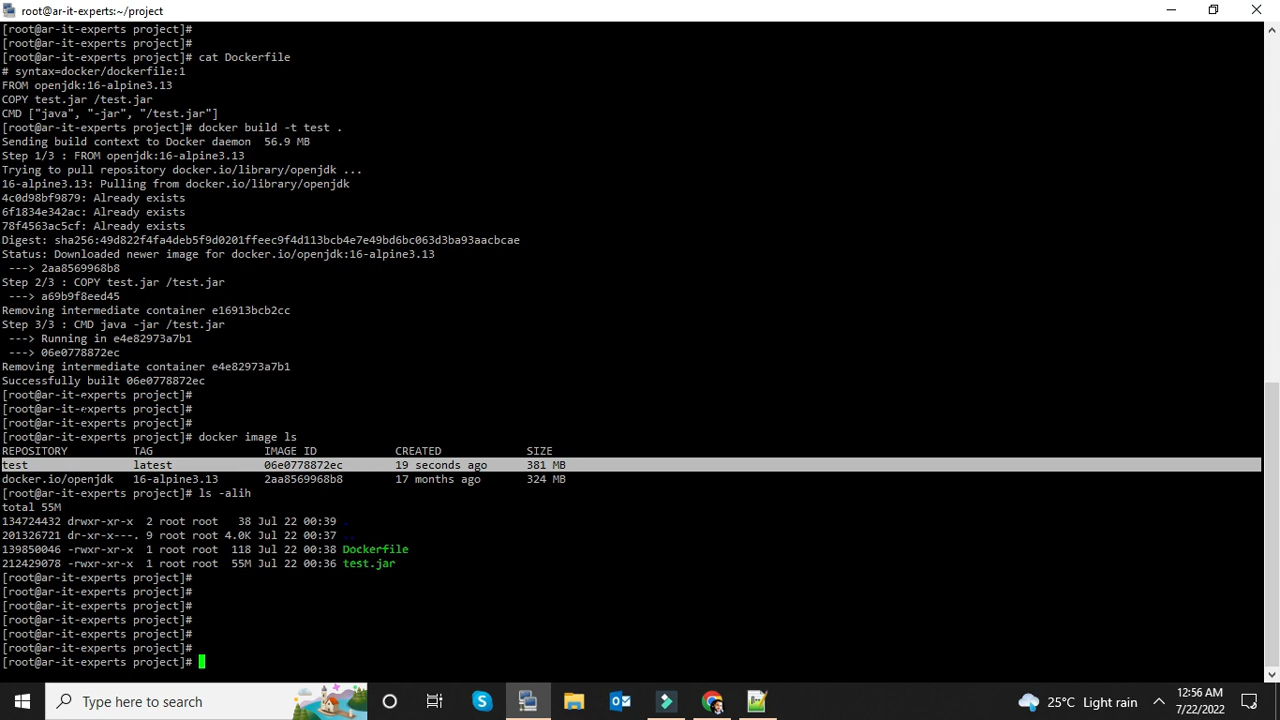 root@ar-it-experts:~/project
[root@ar-it-experts project]#
[root@ar-it-experts project]#
[root@ar-it-experts project]# cat Dockerfile
# syntax=docker/dockerfile:1
FROM openjdk:16-alpine3.13
COPY test.jar /test.jar
CMD ["java", "-jar", "/test.jar"]
[root@ar-it-experts project]# docker build -t test .
Sending build context to Docker daemon  56.9 MB
Step 1/3 : FROM openjdk:16-alpine3.13
Trying to pull repository docker.io/library/openjdk ...
16-alpine3.13: Pulling from docker.io/library/openjdk
4c0d98bf9879: Already exists
6f1834e342ac: Already exists
78f4563ac5cf: Already exists
Digest: sha256:49d822f4fa4deb5f9d0201ffeec9f4d113bcb4e7e49bd6bc063d3ba93aacbcae
Status: Downloaded newer image for docker.io/openjdk:16-alpine3.13
---> 2aa8569968b8
Step 2/3 : COPY test.jar /test.jar
---> a69b9f8eed45
Removing intermediate container e16913bcb2cc
Step 3/3 : CMD java -jar /test.jar
---> Running in e4e82973a7b1
---> 06e0778872ec
Removing intermediate container e4e82973a7b1
Successfully built 06e0778872ec
[root@ar-it-experts project]#
[root@ar-it-experts project]#
[root@ar-it-experts project]#
[root@ar-it-experts project]# docker image ls
REPOSITORY TAG IMAGE ID CREATED SIZE
test latest 06e0778872ec 19 seconds ago 381 MB
docker.io/openjdk 16-alpine3.13 2aa8569968b8 17 months ago 324 MB
[root@ar-it-experts project]# ls -alih
total 55M
134724432 drwxr-xr-x 2 root root 38 Jul 22 00:39 .
201326721 dr-xr-x---. 9 root root 4.0K Jul 22 00:37 ..
139850046 -rwxr-xr-x 1 root root 118 Jul 22 00:38 Dockerfile
212429078 -rwxr-xr-x 1 root root 55M Jul 22 00:36 test.jar
[root@ar-it-experts project]#
[root@ar-it-experts project]#
[root@ar-it-experts project]#
[root@ar-it-experts project]#
[root@ar-it-experts project]#
[root@ar-it-experts project]#
[root@ar-it-experts project]#
Type here to search
25°C Light rain
12:56 AM
7/22/2022